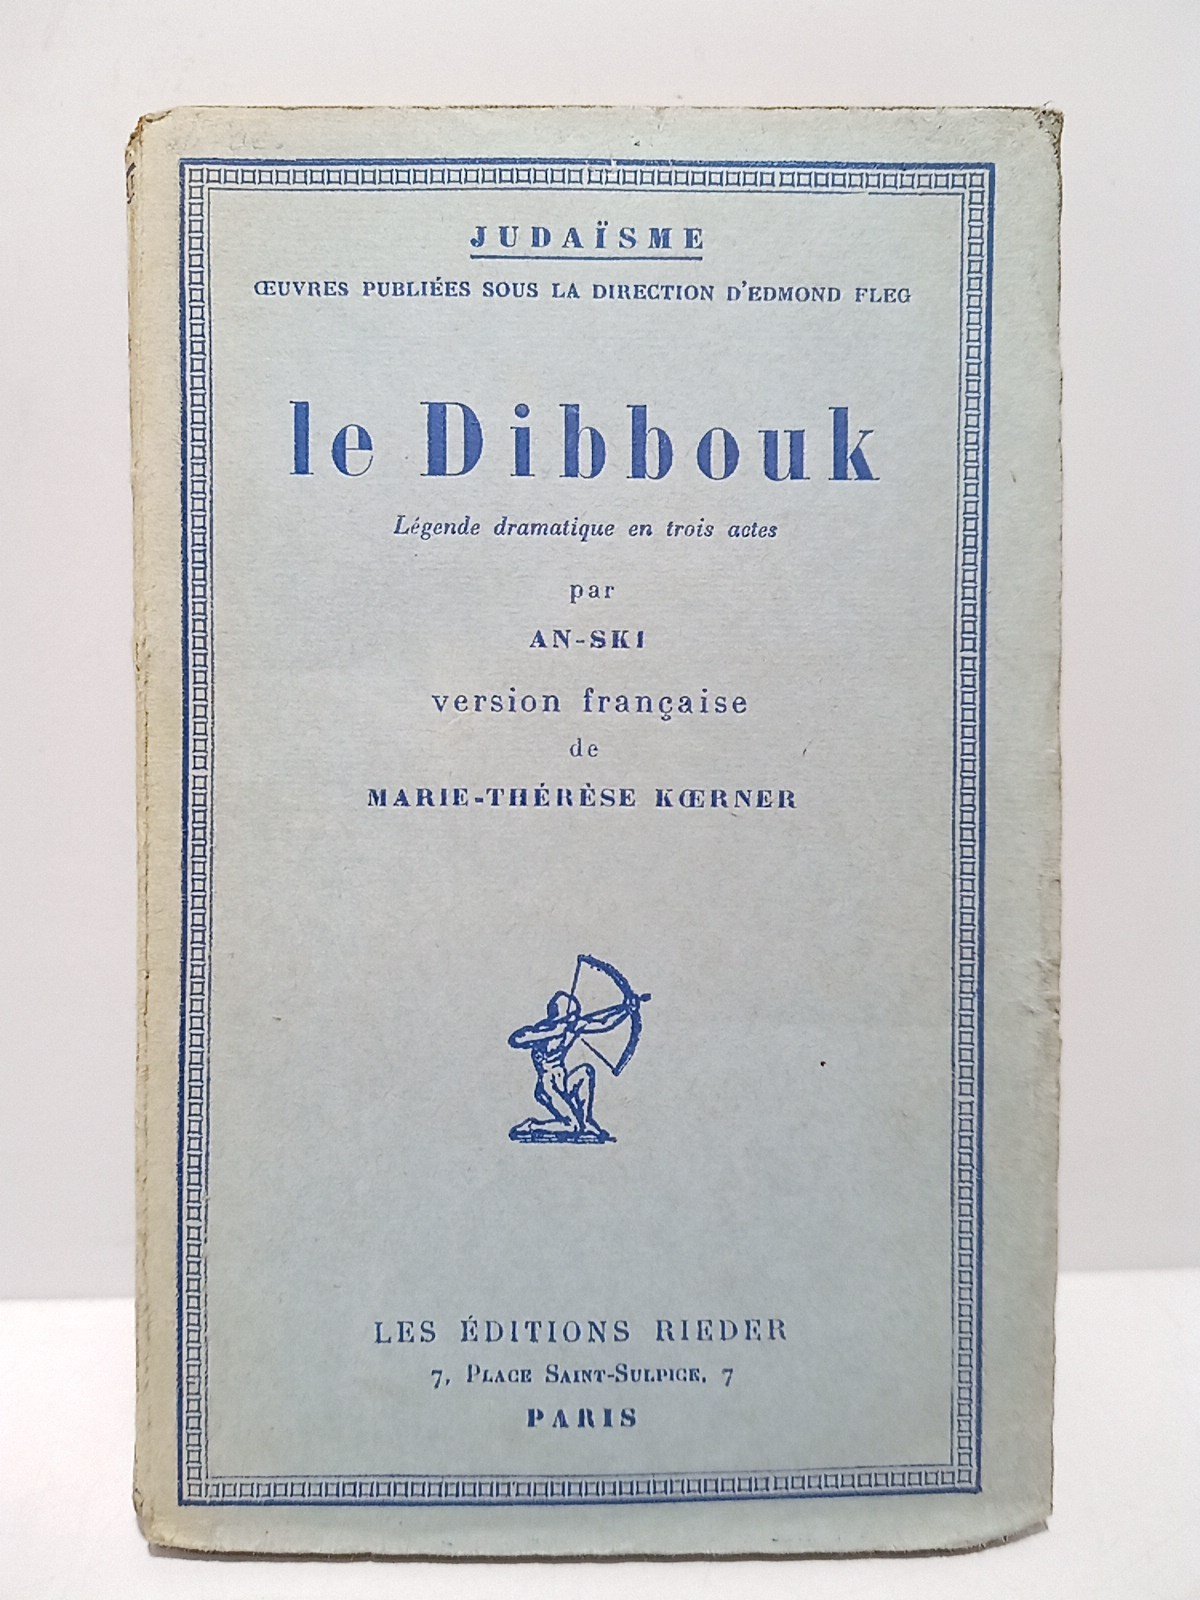 JUDAÏSME
ŒUVRES PUBLIÉES SOUS LA DIRECTION D'EDMOND FLEG
le Dibbouk
Légende dramatique en trois actes
par
AN-SKI
version française
de
MARIE-THÉRÈSE KŒRNER
LES ÉDITIONS RIEDER
7, PLACE SAINT-SULPICE, 7
PARIS